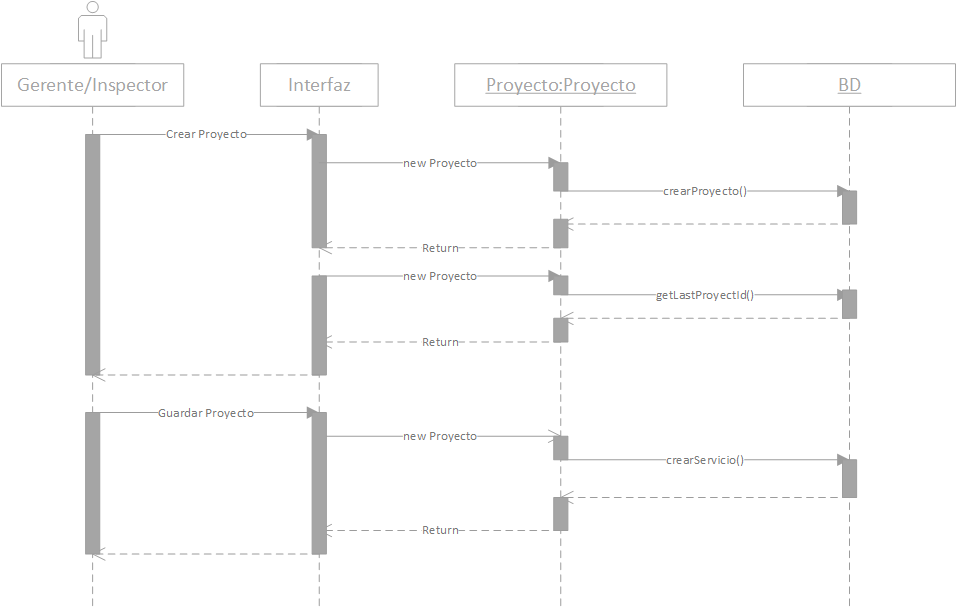 Gerente/Inspector
Interfaz
Proyecto:Proyecto
BD
Crear Proyecto
new Proyecto
crearProyecto()
Return
new Proyecto
getLastProyectId()
Return
Guardar Proyecto
new Proyecto
crearServicio()
Return